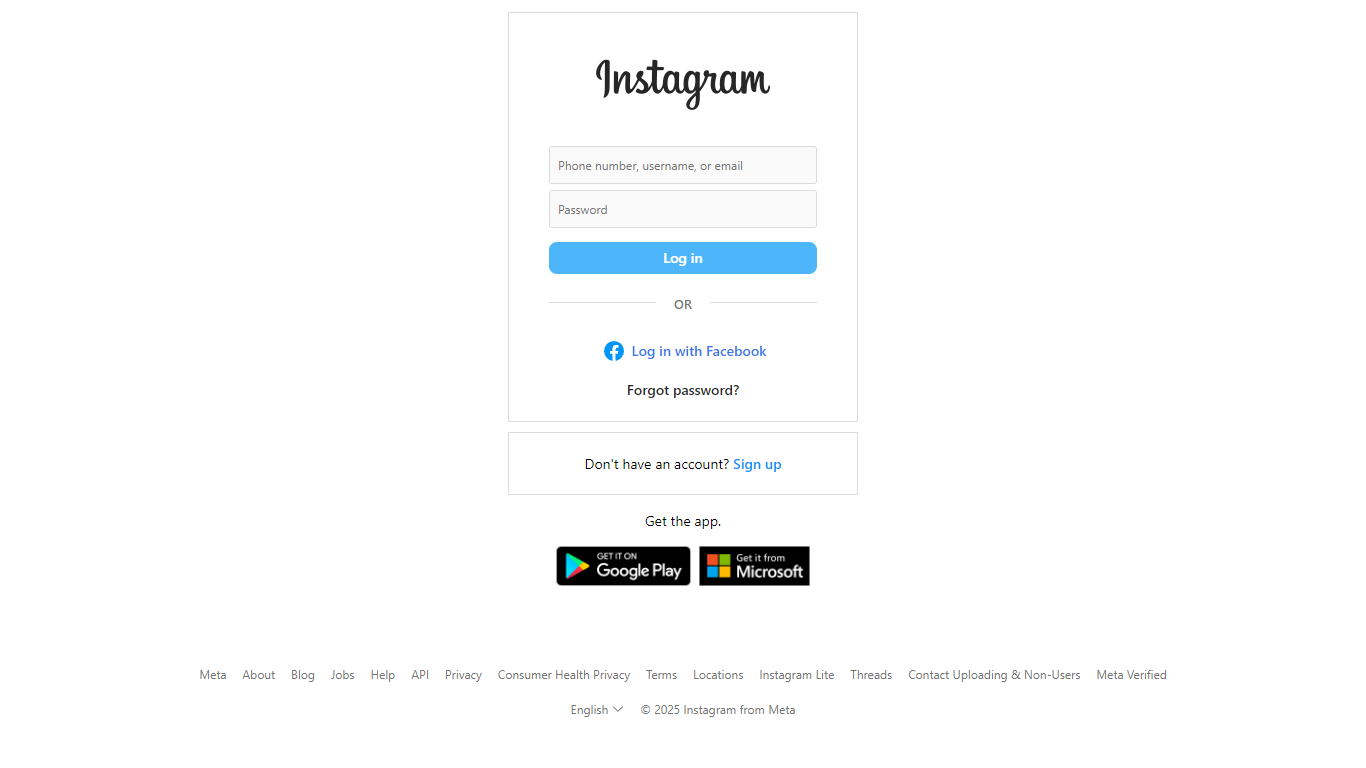 Instagram
Phone number, username, or email
Password
Log in
OR
Log in with Facebook
Forgot password?
Don't have an account? Sign up
Get the app.
GET IT ON
Google Play
Get it from
Microsoft
Meta About Blog Jobs Help API Privacy Consumer Health Privacy Terms Locations Instagram Lite Threads Contact Uploading & Non-Users Meta Verified
English © 2025 Instagram from Meta